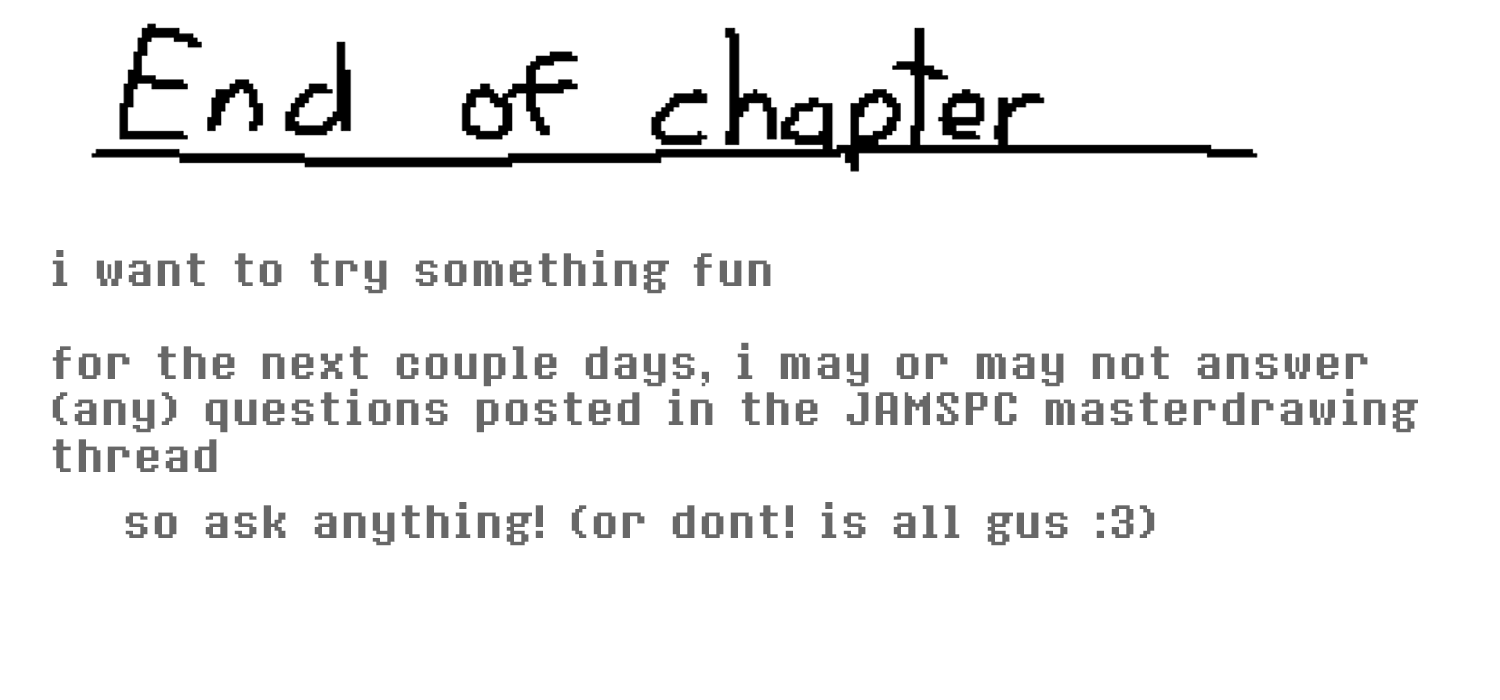 End of chapter
i want to try something fun
for the next couple days, i may or may not answer
(any) questions posted in the JAMSPC masterdrawing
thread
so ask anything! (or dont! is all gus :3)